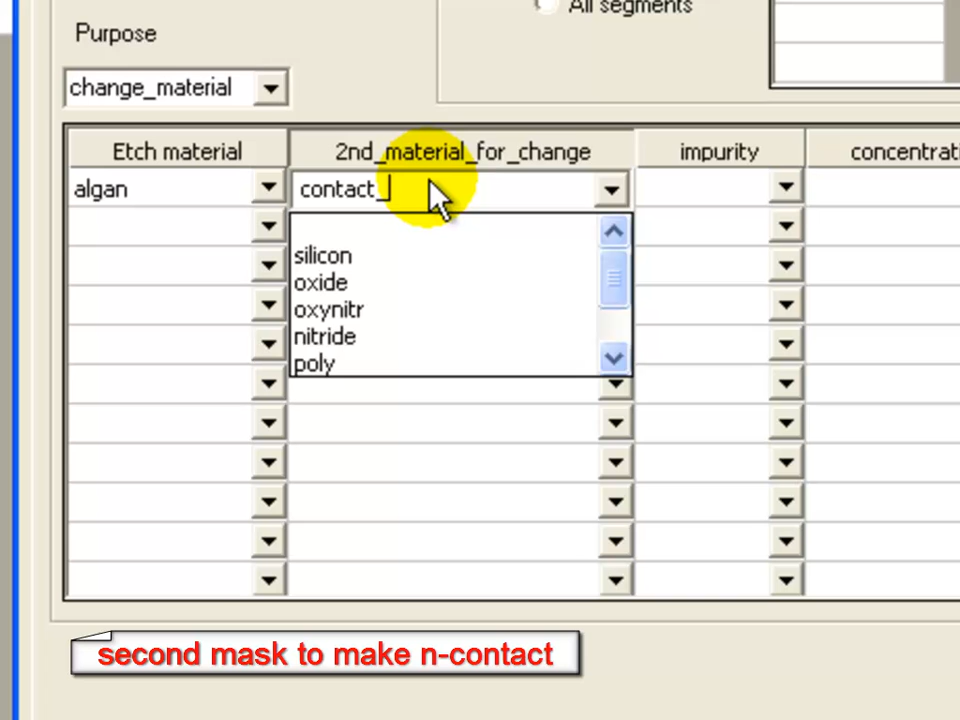 All segments
Purpose
change_material
Etch material 2nd_material_for_change impurity concentrati
algan contact_
silicon
oxide
oxynitr
nitride
poly
second mask to make n-contact